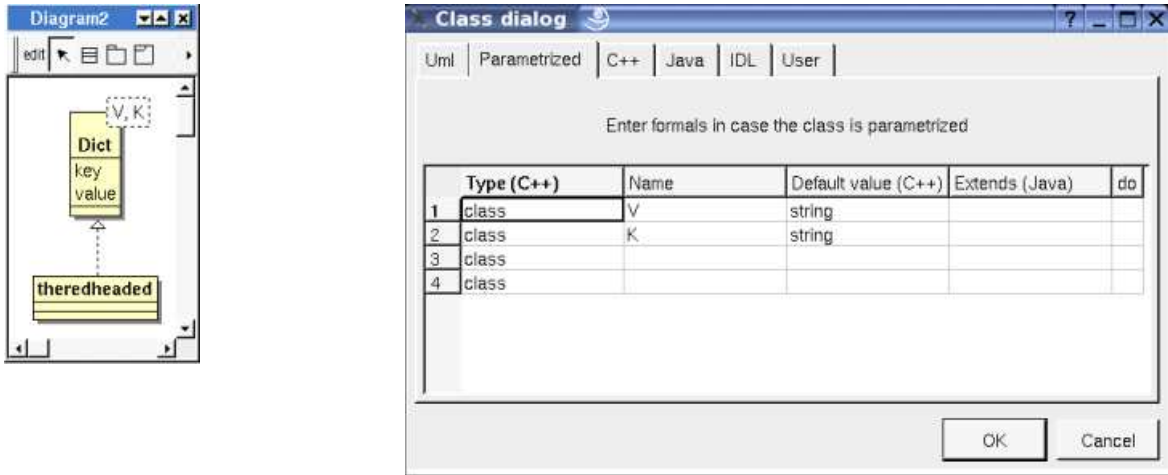 Diagram2
edit
V, K
Dict
key
value
theredheaded
Class dialog
Uml Parametrized C++ Java IDL User
Enter formals in case the class is parametrized
Type (C++) Name Default value (C++) Extends (Java) do
1 class V string
2 class K string
3 class
4 class
OK Cancel